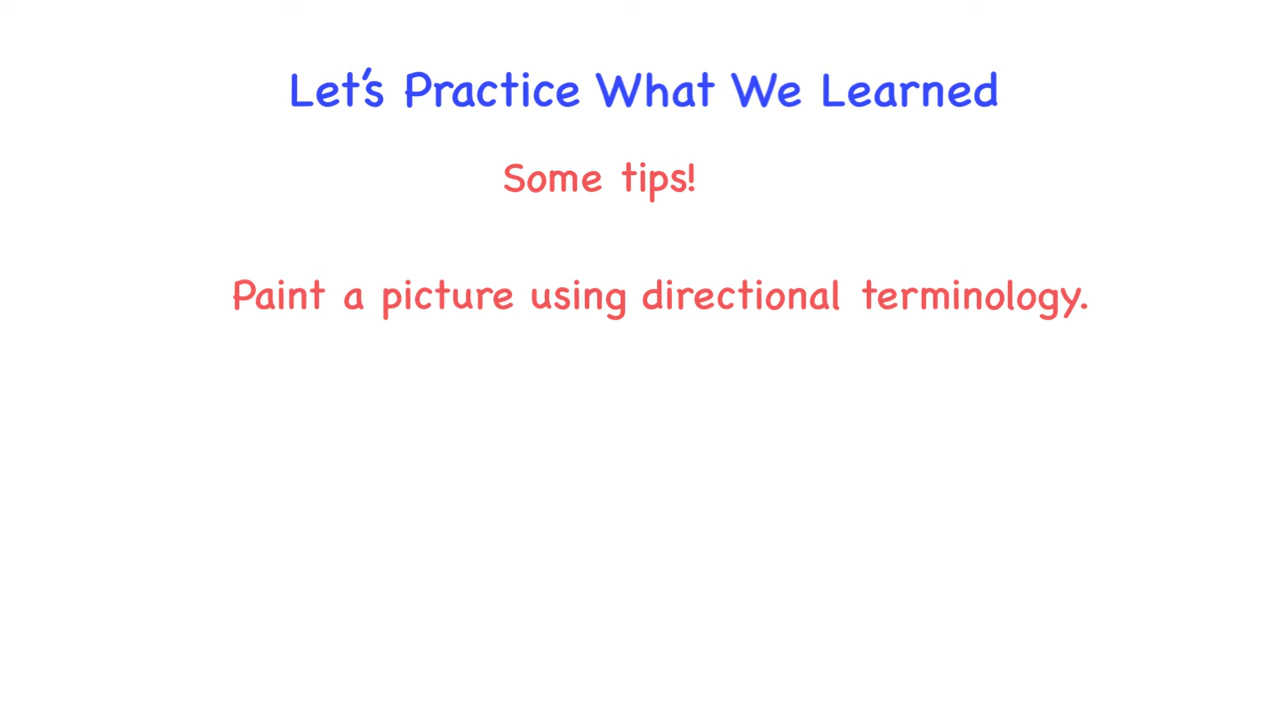 Let's Practice What We Learned
Some tips!
Paint a picture using directional terminology.